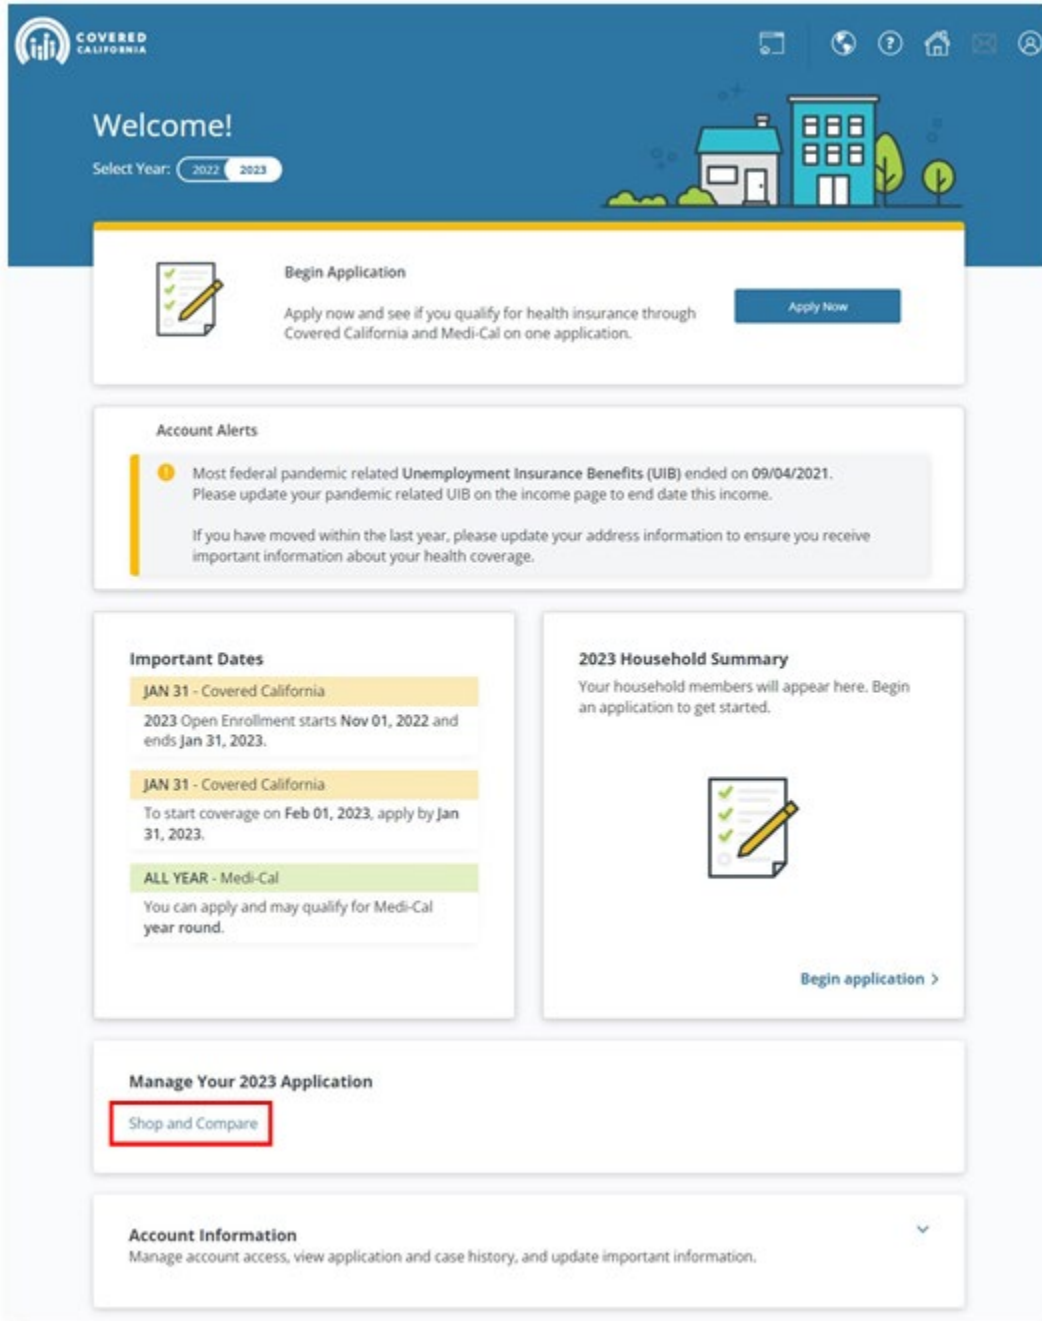 COVERED
CALIFORNIA
Welcome!
Select Year: 2022 2023
Begin Application
Apply now and see if you qualify for health insurance through
Covered California and Medi-Cal on one application.
Apply Now
Account Alerts
Most federal pandemic related Unemployment Insurance Benefits (UIB) ended on 09/04/2021.
Please update your pandemic related UIB on the income page to end date this income.
If you have moved within the last year, please update your address information to ensure you receive
important information about your health coverage.
Important Dates
JAN 31 - Covered California
2023 Open Enrollment starts Nov 01, 2022 and
ends Jan 31, 2023.
JAN 31 - Covered California
To start coverage on Feb 01, 2023, apply by Jan
31, 2023.
ALL YEAR - Medi-Cal
You can apply and may qualify for Medi-Cal
year round.
2023 Household Summary
Your household members will appear here. Begin
an application to get started.
Begin application >
Manage Your 2023 Application
Shop and Compare
Account Information
Manage account access, view application and case history, and update important information.